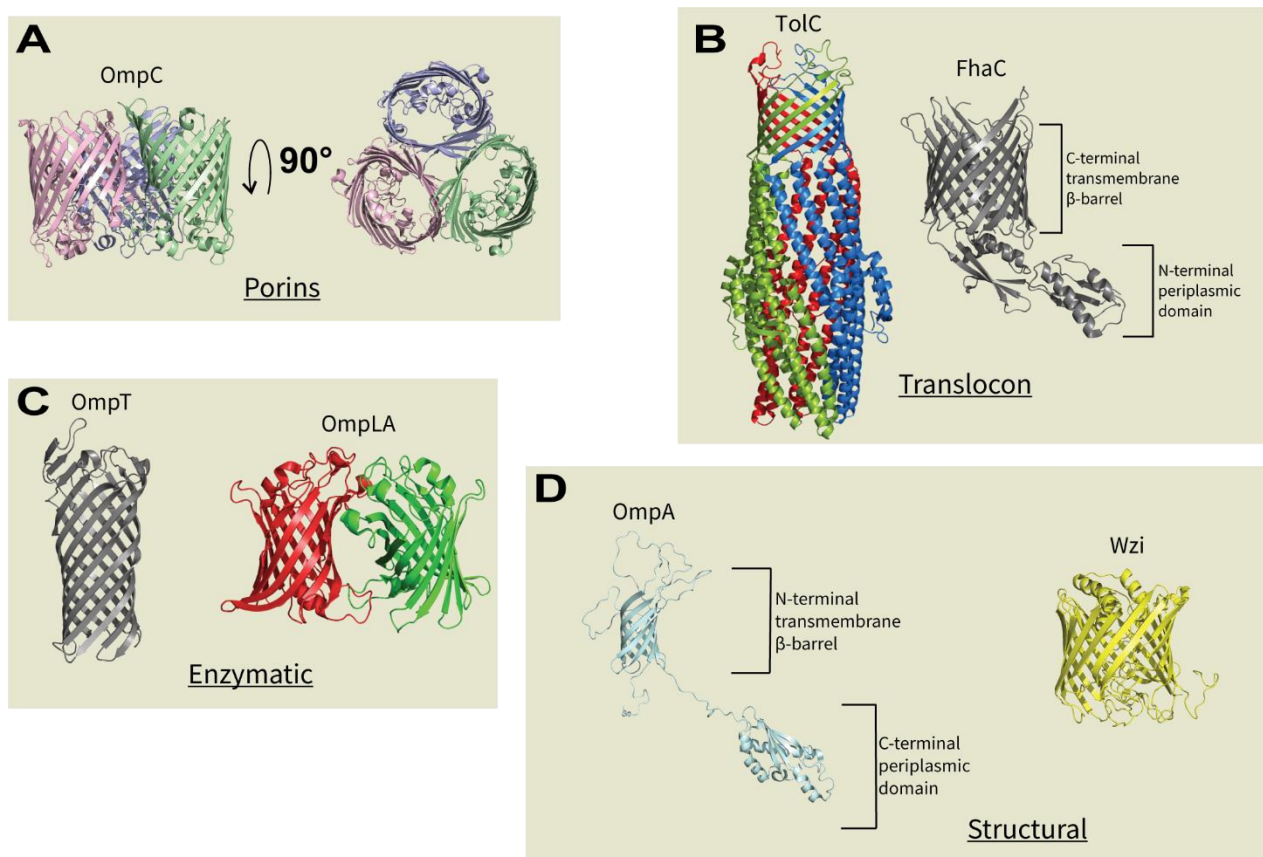 A
OmpC
90°
Porins
B
TolC
FhaC
C-terminal
transmembrane
β-barrel
N-terminal
periplasmic
domain
Translocon
C
OmpT
OmpLA
Enzymatic
D
OmpA
N-terminal
transmembrane
β-barrel
C-terminal
periplasmic
domain
Wzi
Structural